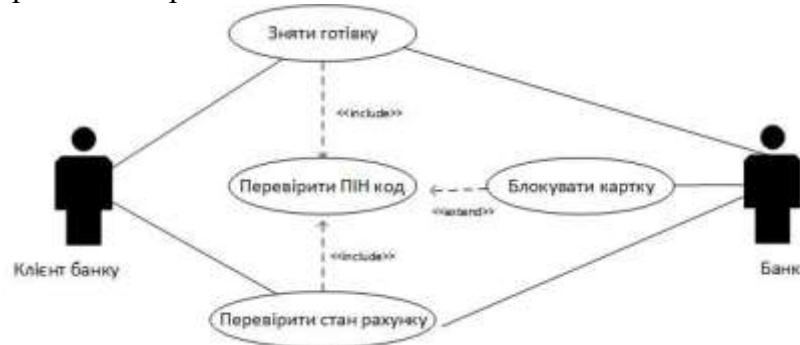 Зняти готівку
<<include>>
Перевірити ПІН код
Блокувати картку
<<extend>>
<<include>>
Клієнт банку
Банк
Перевірити стан рахунку